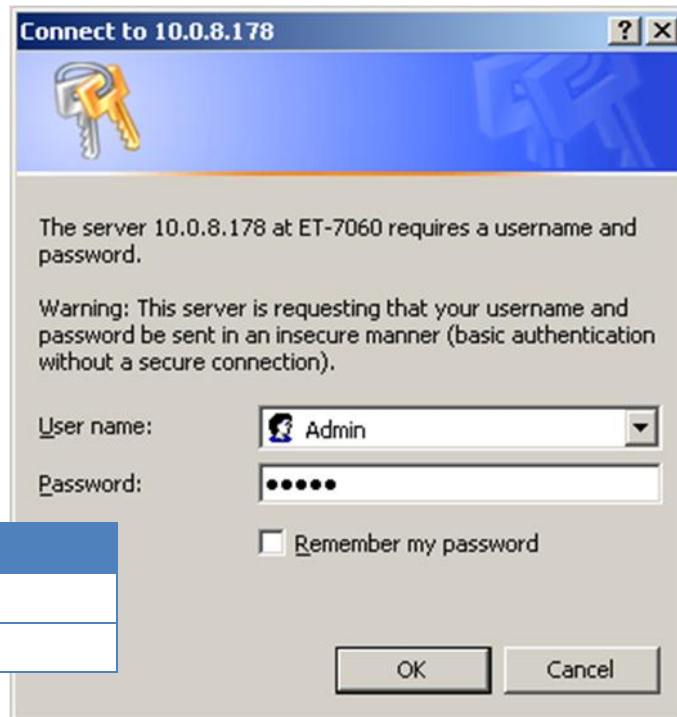 Connect to 10.0.8.178
The server 10.0.8.178 at ET-7060 requires a username and
password.
Warning: This server is requesting that your username and
password be sent in an insecure manner (basic authentication
without a secure connection).
User name:
Admin
Password:
•••••
Remember my password
OK
Cancel